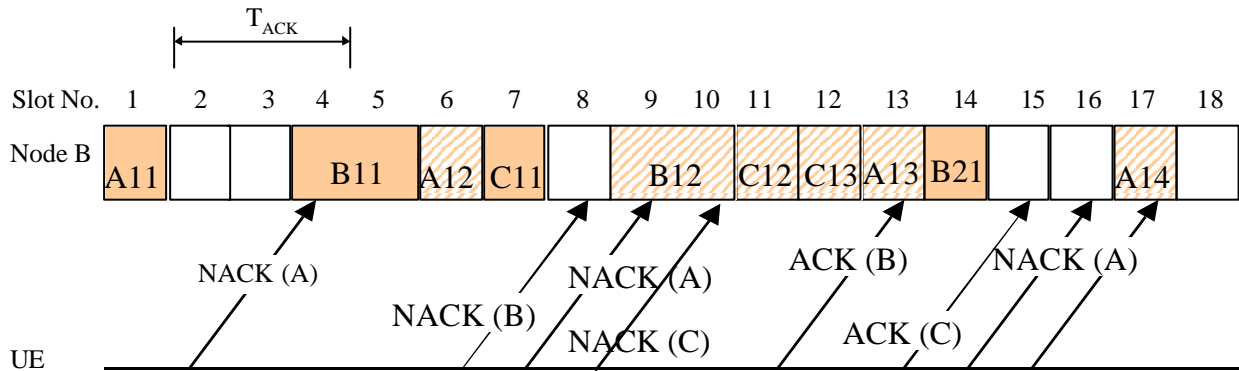 TACK
Slot No. 1 2 3 4 5 6 7 8 9 10 11 12 13 14 15 16 17 18
Node B
A11 B11 A12 C11 B12 C12 C13 A13 B21 A14
NACK (A)
NACK (B)
NACK (A)
NACK (C)
ACK (B)
ACK (C)
NACK (A)
UE